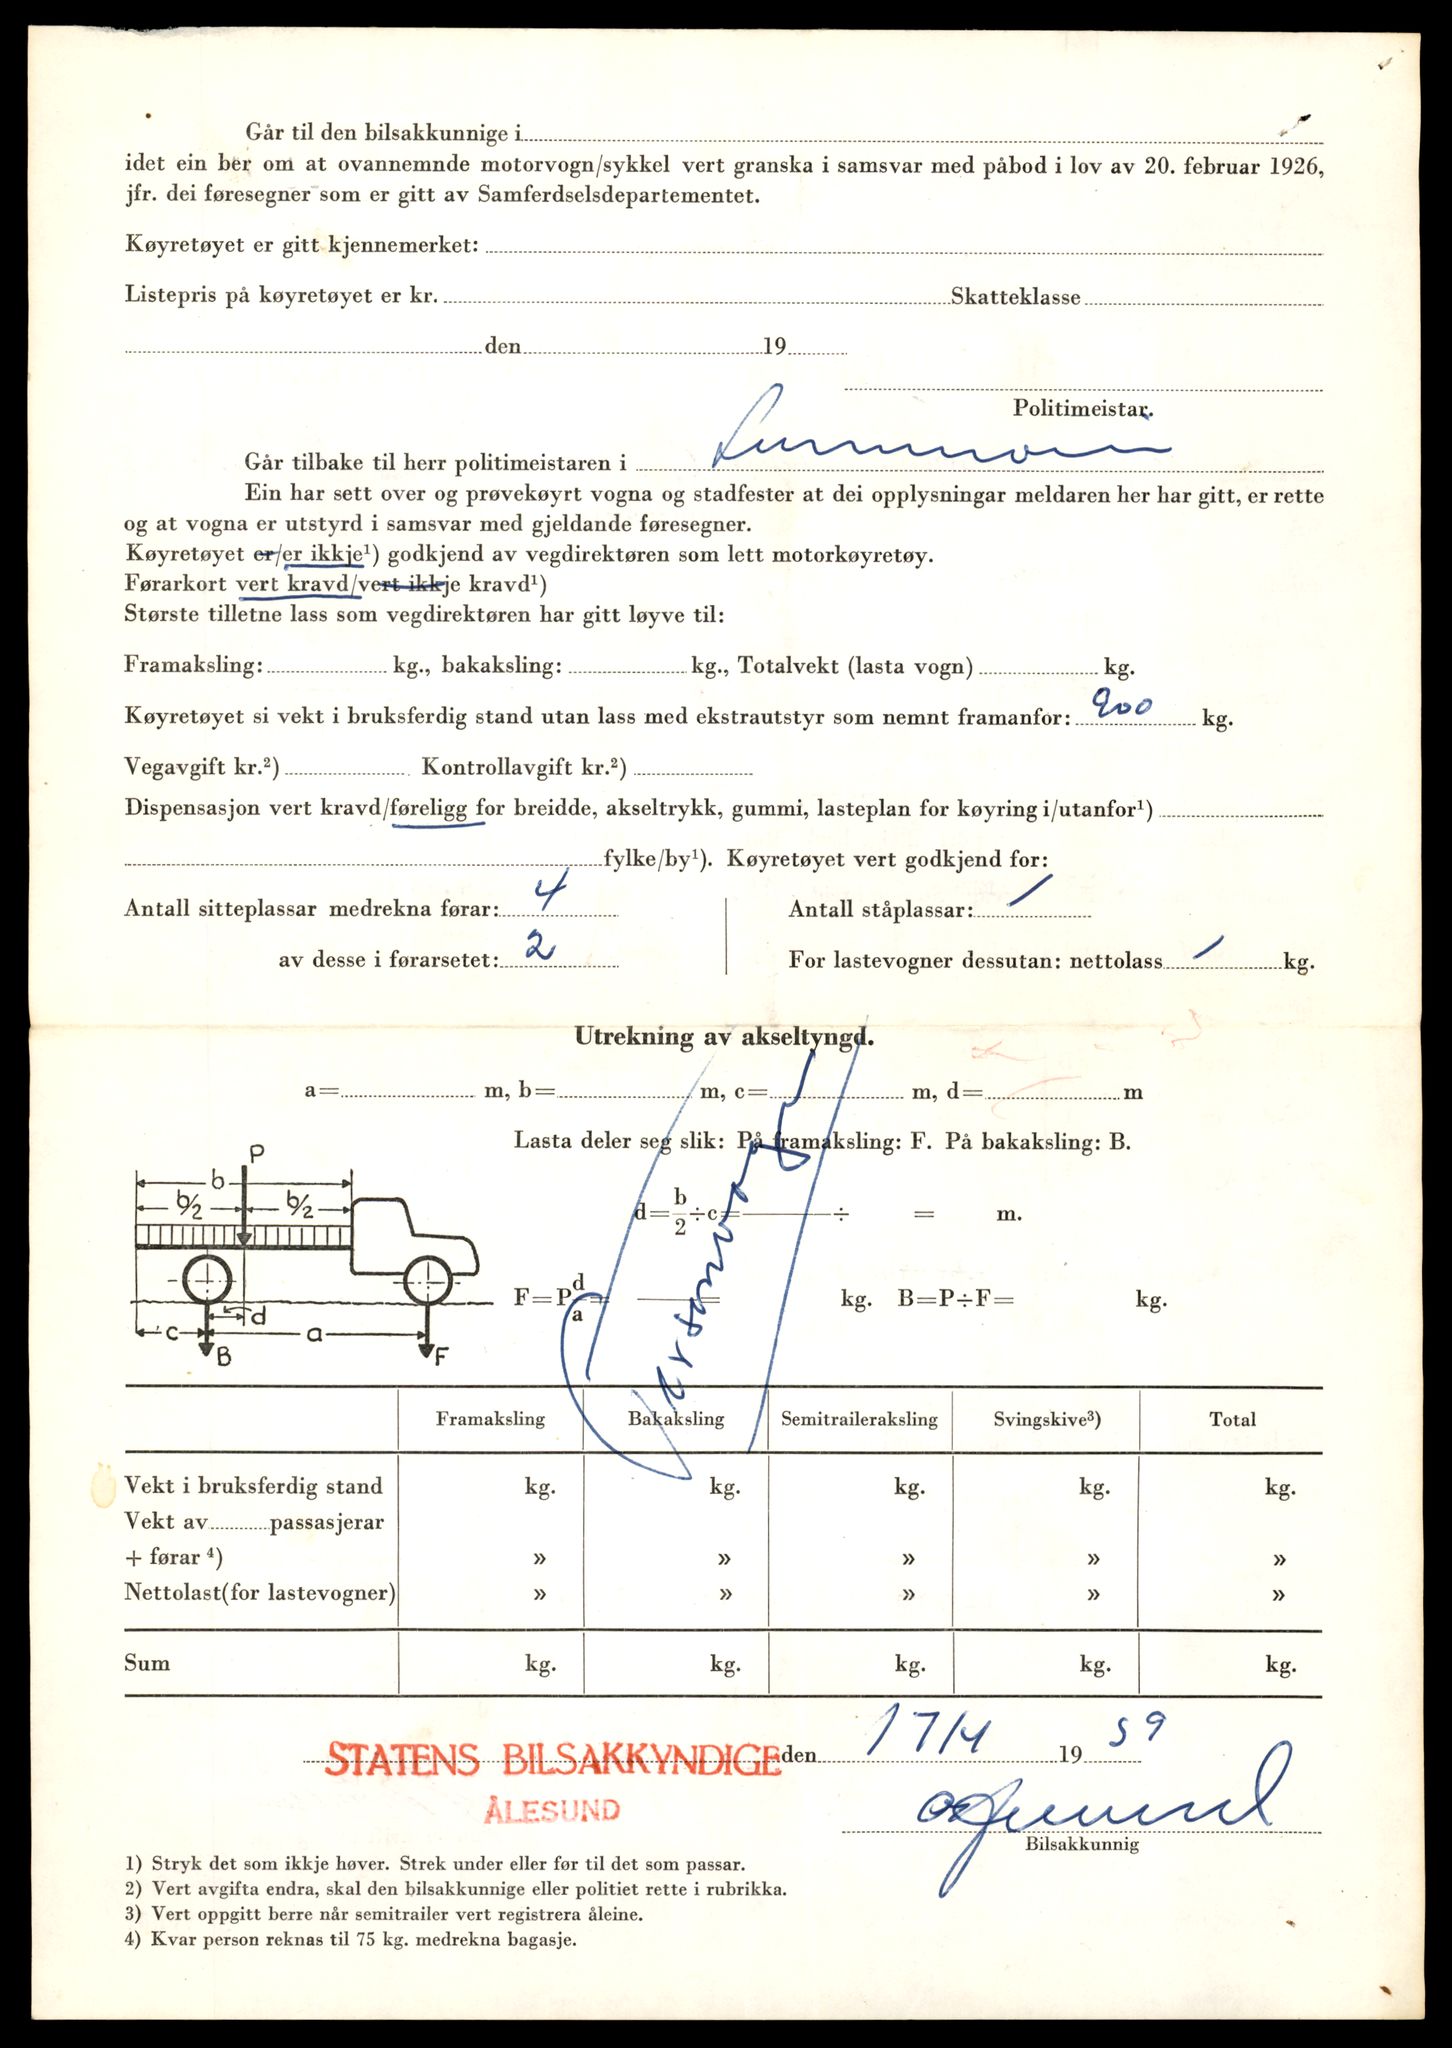 Går til den bilsakkunnige i
idet ein ber om at ovannemnde motorvogn/sykkel vert granska i samsvar med påbod i lov av 20. februar 1926,
jfr. dei føresegner som er gitt av Samferdselsdepartementet.
Køyretøyet er gitt kjennemerket:
Listepris på køyretøyet er kr. Skatteklasse
den 19
Politimeistar.
Går tilbake til herr politimeistaren i
Ein har sett over og prøvekøyrt vogna og stadfester at dei opplysningar meldaren her har gitt, er rette
og at vogna er utstyrd i samsvar med gjeldande føresegner.
Køyretøyet er/er ikkje¹) godkjend av vegdirektøren som lett motorkøyretøy.
Førarkort vert kravd/vert ikkje kravd¹)
Største tilletne lass som vegdirektøren har gitt løyve til:
Framaksling: kg., bakaksling: kg., Totalvekt (lasta vogn) kg.
Køyretøyet si vekt i bruksferdig stand utan lass med ekstrautstyr som nemnt framanfor: 900 kg.
Vegavgift kr.²) Kontrollavgift kr.²)
Dispensasjon vert kravd/føreligg for breidde, akseltrykk, gummi, lasteplan for køyring i/utanfor¹)
fylke/by¹). Køyretøyet vert godkjend for:
Antall sitteplassar medrekna førar: 4 Antall ståplassar: /
av desse i førarsetet: 2 For lastevogner dessutan: nettolass / kg.
Utrekning av akseltyngd.
a= m, b= m, c= m, d= m
Lasta deler seg slik: På framaksling: F. På bakaksling: B.
P
b
b/2 b/2
d = b/2 ÷ c = ÷ = m.
F = P d/a = = kg. B = P ÷ F = kg.
d
c a
B F
Personvogn
Framaksling Bakaksling Semitraileraksling Svingskive³) Total
Vekt i bruksferdig stand kg. kg. kg. kg. kg.
Vekt av passasjerar
+ førar ⁴) » » » » »
Nettolast(for lastevogner) » » » » »
Sum kg. kg. kg. kg. kg.
STATENS BILSAKKYNDIGE den 17/4 19 59
ÅLESUND
Bilsakkunnig
1) Stryk det som ikkje høver. Strek under eller før til det som passar.
2) Vert avgifta endra, skal den bilsakkunnige eller politiet rette i rubrikka.
3) Vert oppgitt berre når semitrailer vert registrera åleine.
4) Kvar person reknas til 75 kg. medrekna bagasje.